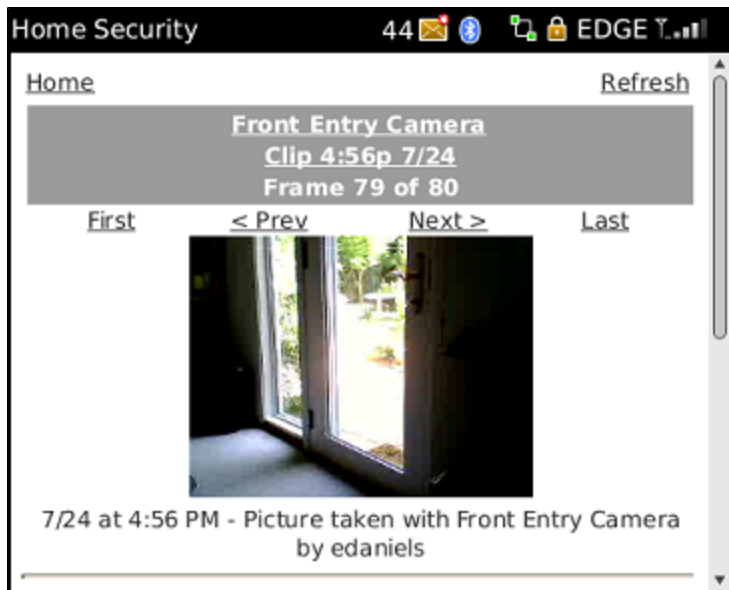 Home Security 44 EDGE
Home Refresh
Front Entry Camera
Clip 4:56p 7/24
Frame 79 of 80
First < Prev Next > Last
7/24 at 4:56 PM - Picture taken with Front Entry Camera
by edaniels